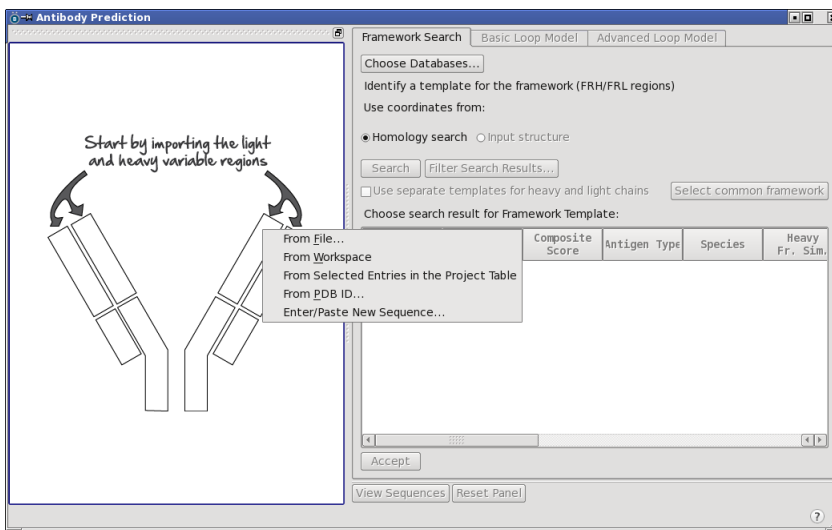 Antibody Prediction
Start by importing the light
and heavy variable regions
From File...
From Workspace
From Selected Entries in the Project Table
From PDB ID...
Enter/Paste New Sequence...
Framework Search
Basic Loop Model
Advanced Loop Model
Choose Databases...
Identify a template for the framework (FRH/FRL regions)
Use coordinates from:
Homology search
Input structure
Search
Filter Search Results...
Use separate templates for heavy and light chains
Select common framework
Choose search result for Framework Template:
Composite
Score
Antigen Type
Species
Heavy
Fr. Sim.
Accept
View Sequences
Reset Panel
?